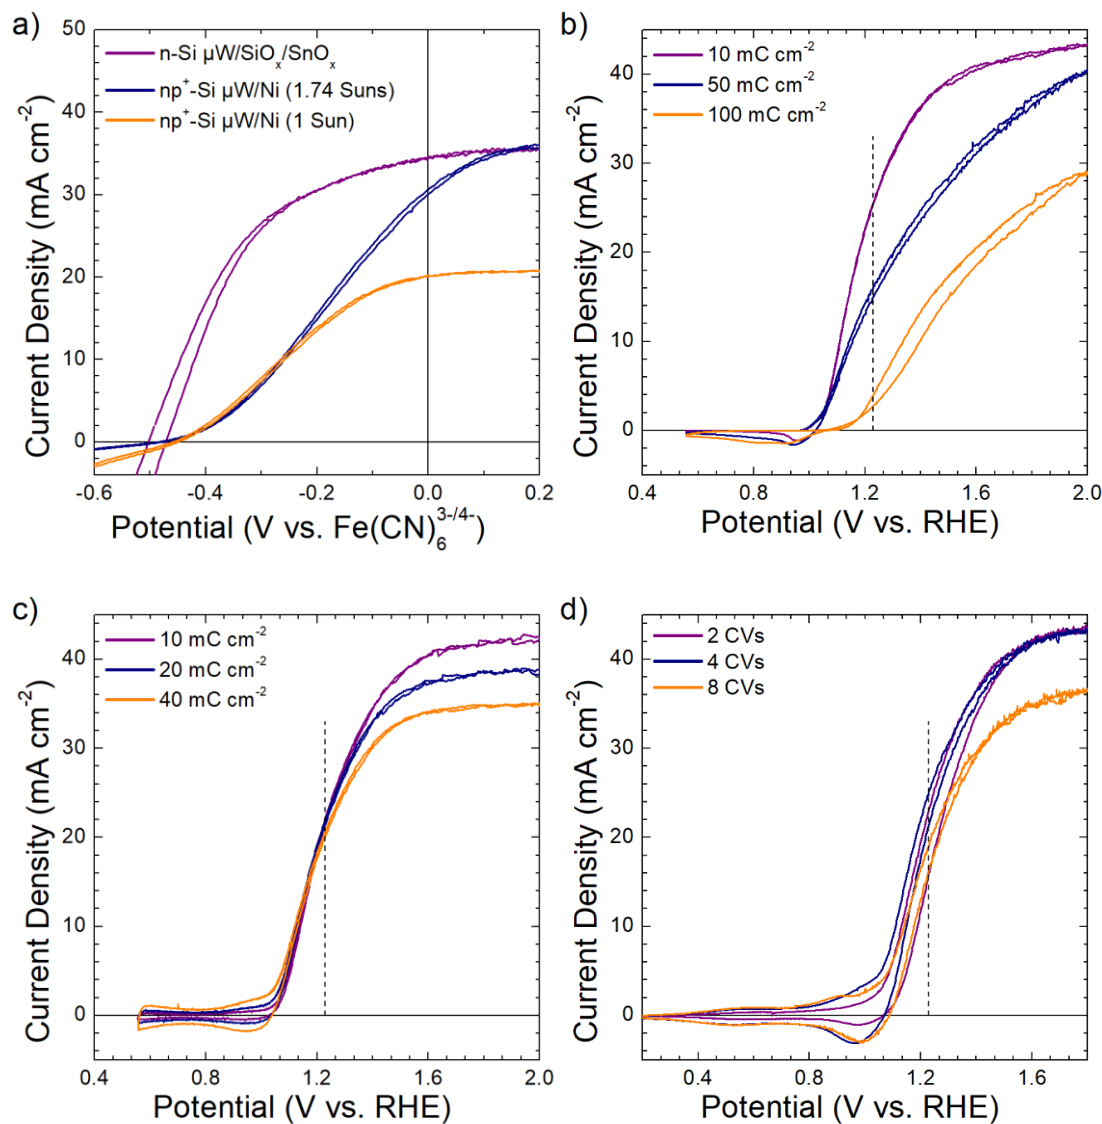 a)
n-Si µW/SiOₓ/SnOₓ
np⁺-Si µW/Ni (1.74 Suns)
np⁺-Si µW/Ni (1 Sun)
50
40
30
20
10
0
Current Density (mA cm⁻²)
-0.6 -0.4 -0.2 0.0 0.2
Potential (V vs. Fe(CN)₆³⁻/⁴⁻)
b)
10 mC cm⁻²
50 mC cm⁻²
100 mC cm⁻²
40
30
20
10
0
Current Density (mA cm⁻²)
0.4 0.8 1.2 1.6 2.0
Potential (V vs. RHE)
c)
10 mC cm⁻²
20 mC cm⁻²
40 mC cm⁻²
40
30
20
10
0
Current Density (mA cm⁻²)
0.4 0.8 1.2 1.6 2.0
Potential (V vs. RHE)
d)
2 CVs
4 CVs
8 CVs
40
30
20
10
0
Current Density (mA cm⁻²)
0.4 0.8 1.2 1.6
Potential (V vs. RHE)